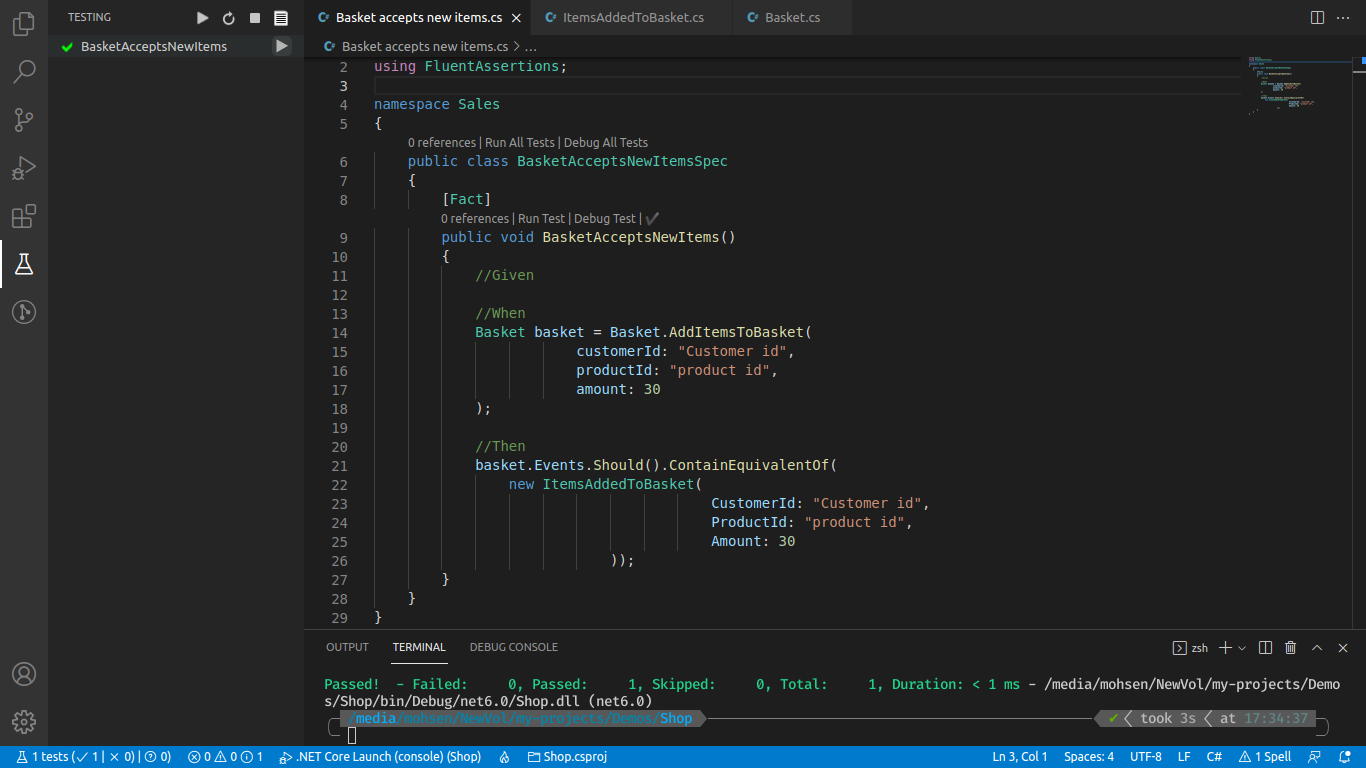 TESTING
BasketAcceptsNewItems
Basket accepts new items.cs
ItemsAddedToBasket.cs
Basket.cs
Basket accepts new items.cs > ...
2 using FluentAssertions;
3
4 namespace Sales
5 {
0 references | Run All Tests | Debug All Tests
6 public class BasketAcceptsNewItemsSpec
7 {
8 [Fact]
0 references | Run Test | Debug Test | ✓
9 public void BasketAcceptsNewItems()
10 {
11 //Given
12
13 //When
14 Basket basket = Basket.AddItemsToBasket(
15 customerId: "Customer id",
16 productId: "product id",
17 amount: 30
18 );
19
20 //Then
21 basket.Events.Should().ContainEquivalentOf(
22 new ItemsAddedToBasket(
23 CustomerId: "Customer id",
24 ProductId: "product id",
25 Amount: 30
26 ));
27 }
28 }
29 }
OUTPUT TERMINAL DEBUG CONSOLE
zsh
Passed! - Failed: 0, Passed: 1, Skipped: 0, Total: 1, Duration: < 1 ms - /media/mohsen/NewVol/my-projects/Demo
s/Shop/bin/Debug/net6.0/Shop.dll (net6.0)
/media/mohsen/NewVol/my-projects/Demos/Shop ✔ took 3s at 17:34:37
1 tests (✓ 1 | × 0) | ? 0) 0 0 1 .NET Core Launch (console) (Shop) Shop.csproj Ln 3, Col 1 Spaces: 4 UTF-8 LF C# 1 Spell